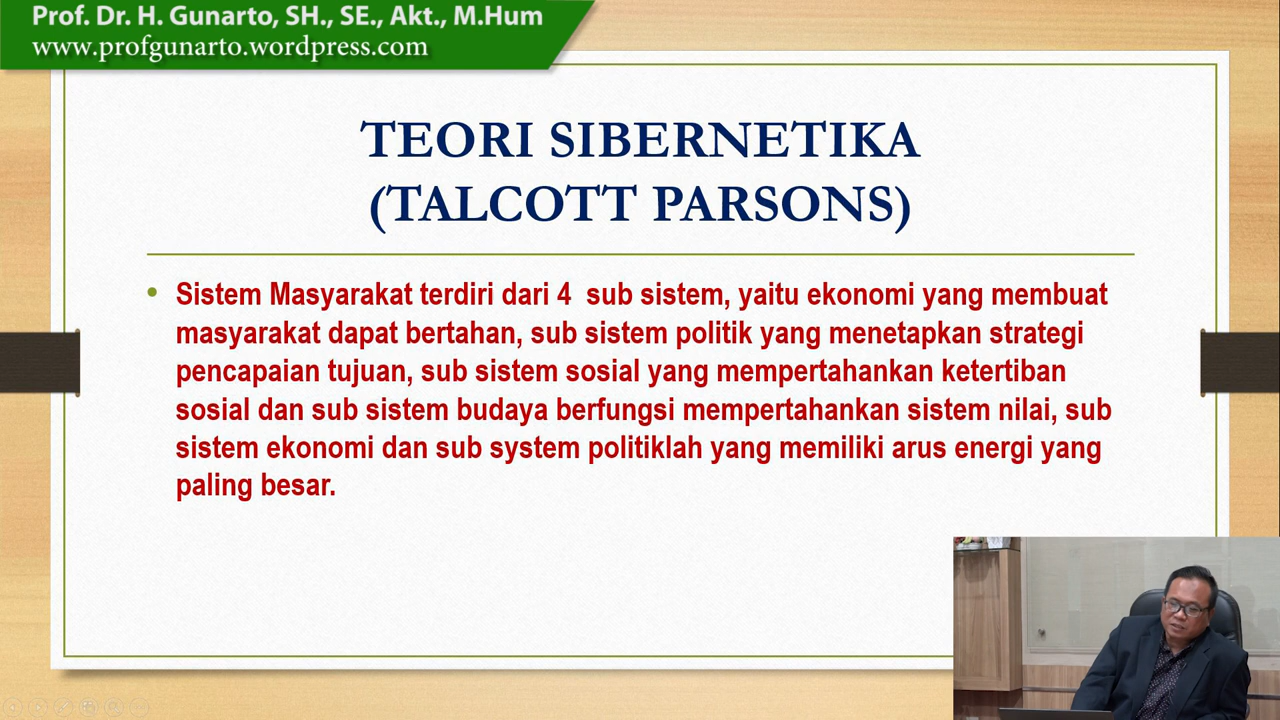 Prof. Dr. H. Gunarto, SH., SE., Akt., M.Hum
www.profgunarto.wordpress.com
TEORI SIBERNETIKA
(TALCOTT PARSONS)
• Sistem Masyarakat terdiri dari 4 sub sistem, yaitu ekonomi yang membuat
masyarakat dapat bertahan, sub sistem politik yang menetapkan strategi
pencapaian tujuan, sub sistem sosial yang mempertahankan ketertiban
sosial dan sub sistem budaya berfungsi mempertahankan sistem nilai, sub
sistem ekonomi dan sub system politiklah yang memiliki arus energi yang
paling besar.